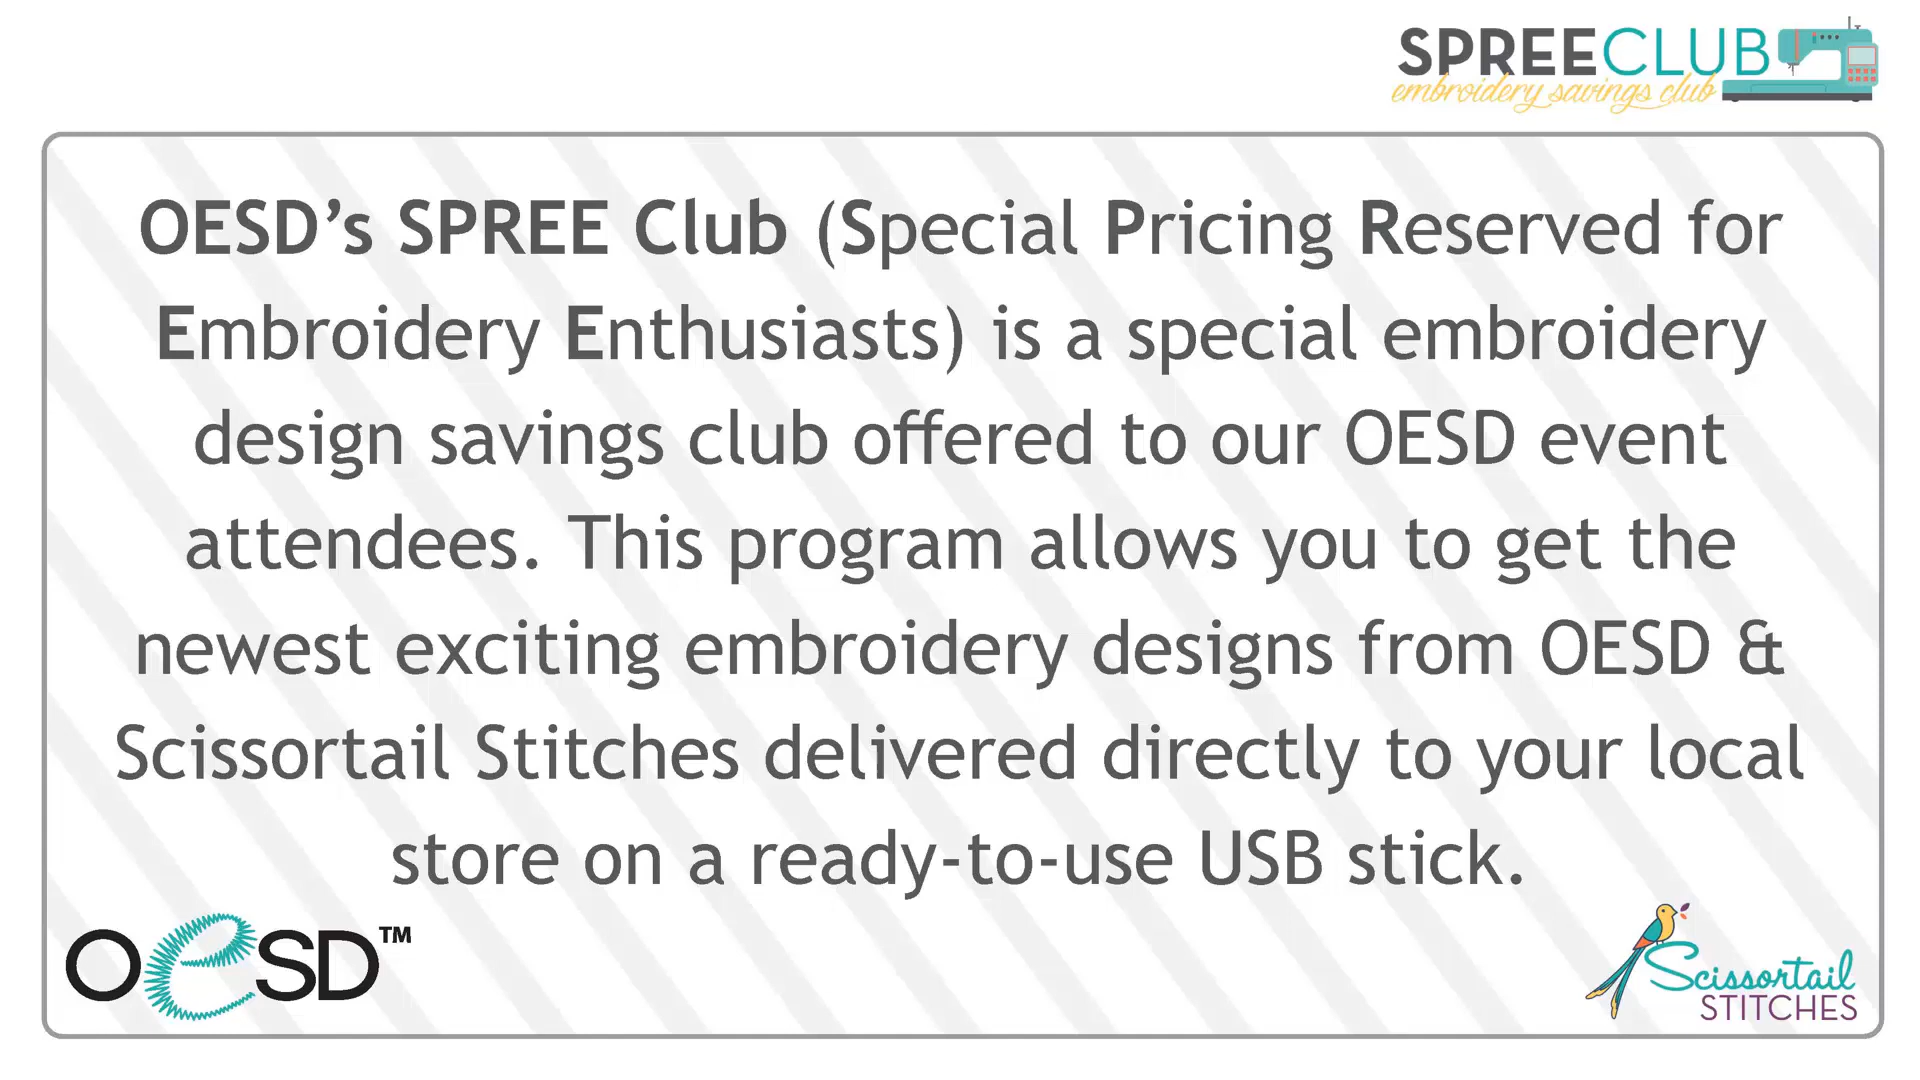 SPREECLUB
embroidery savings club
OESD’s SPREE Club (Special Pricing Reserved for
Embroidery Enthusiasts) is a special embroidery
design savings club offered to our OESD event
attendees. This program allows you to get the
newest exciting embroidery designs from OESD &
Scissortail Stitches delivered directly to your local
store on a ready-to-use USB stick.
OeSD™
Scissortail
STITCHES